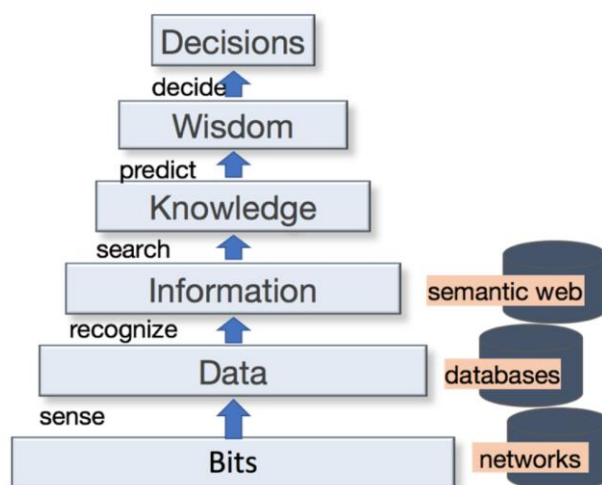 Decisions
decide
Wisdom
predict
Knowledge
search
Information
semantic web
recognize
Data
databases
sense
Bits
networks